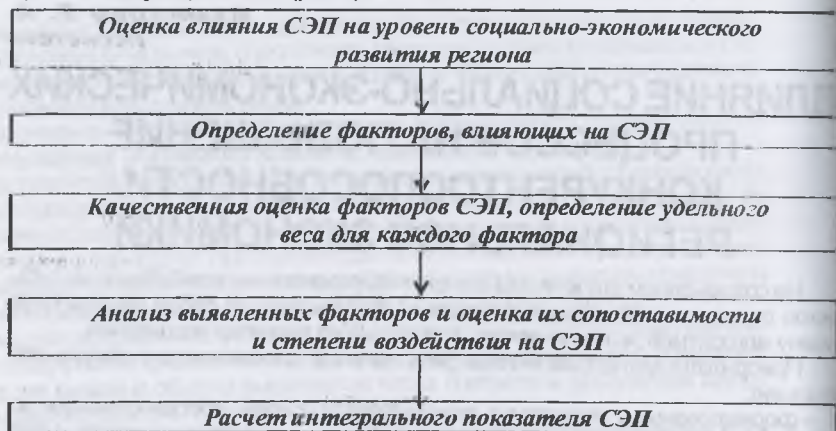 Оценка влияния СЭП на уровень социально-экономического
развития региона
Определение факторов, влияющих на СЭП
Качественная оценка факторов СЭП, определение удельного
веса для каждого фактора
Анализ выявленных факторов и оценка их сопоставимости
и степени воздействия на СЭП
Расчет интегрального показателя СЭП